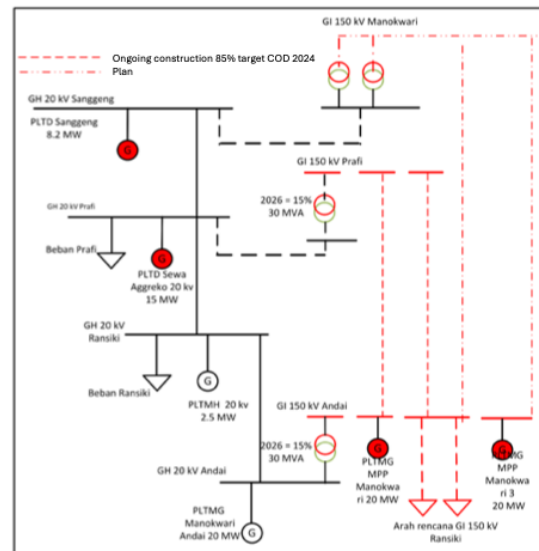 GI 150 kV Manokwari
Ongoing construction 85% target COD 2024
Plan
GH 20 kV Sanggeng
PLTD Sanggeng
8.2 MW
G
GI 150 kV Prafi
2026 = 15%
30 MVA
GH 20 kV Prafi
Beban Prafi
G
PLTD Sewa
Aggreko 20 kv
15 MW
GH 20 kV
Ransiki
Beban Ransiki
G
PLTMH 20 kv
2.5 MW
GI 150 kV Andai
2026 = 15%
30 MVA
GH 20 kV Andai
PLTMG
Manokwari
Andai 20 MW
G
G
PLTMG
MPP
Manokwa
ri 20 MW
G
PLTMG
MPP
Manokwa
ri 3
20 MW
Arah rencana GI 150 kV
Ransiki